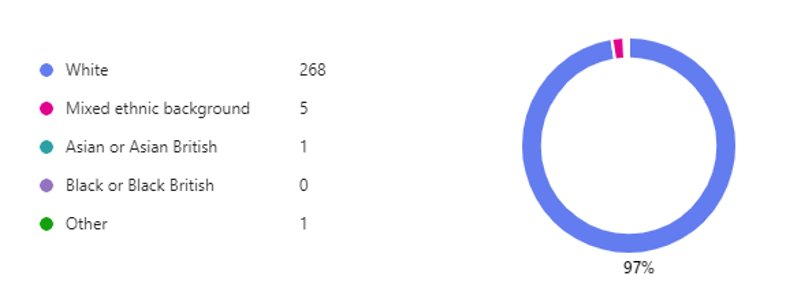 White 268
Mixed ethnic background 5
Asian or Asian British 1
Black or Black British 0
Other 1
97%